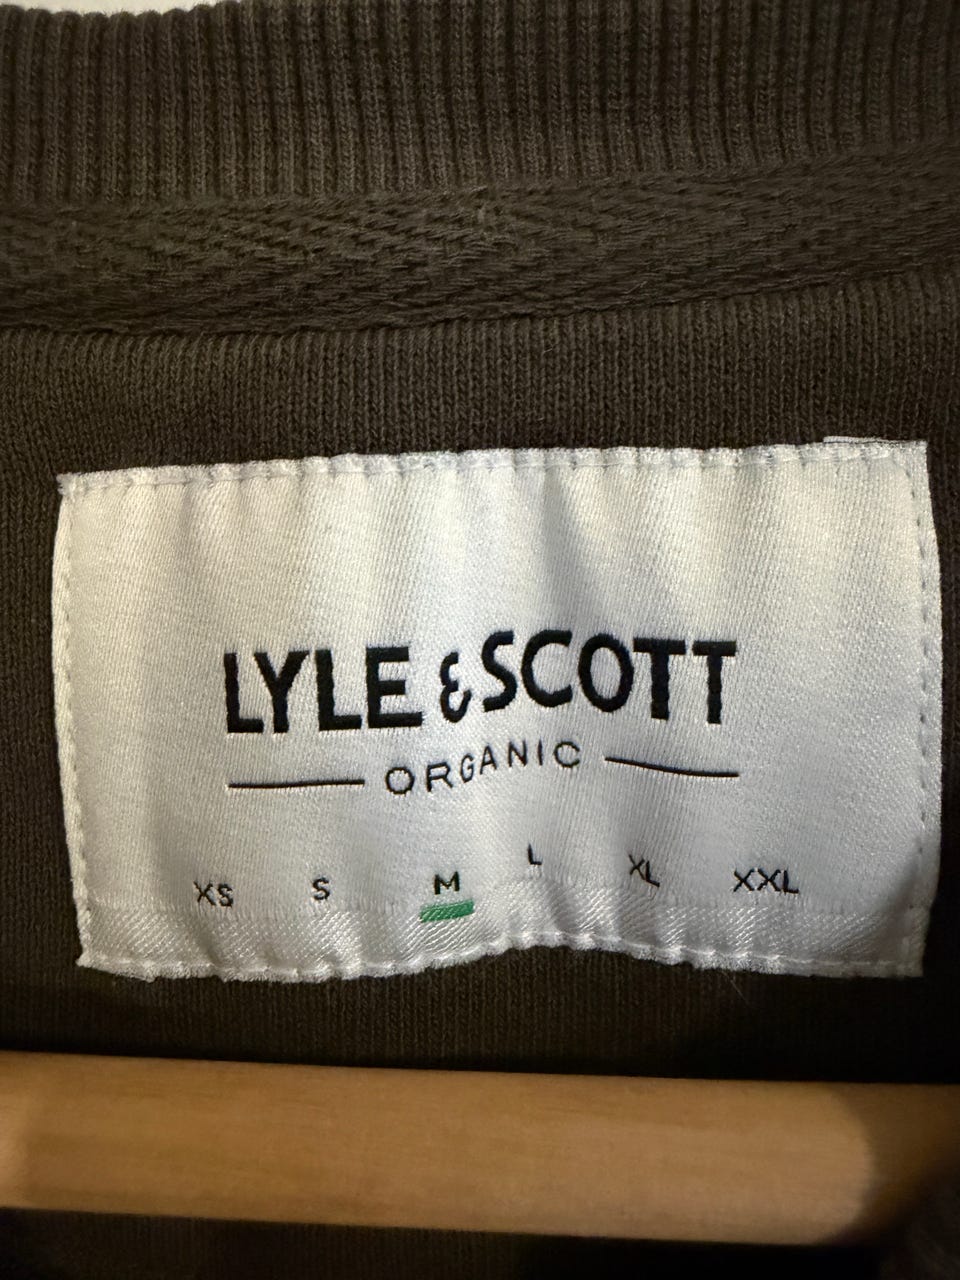 LYLE & SCOTT
ORGANIC
XS S M L XL XXL